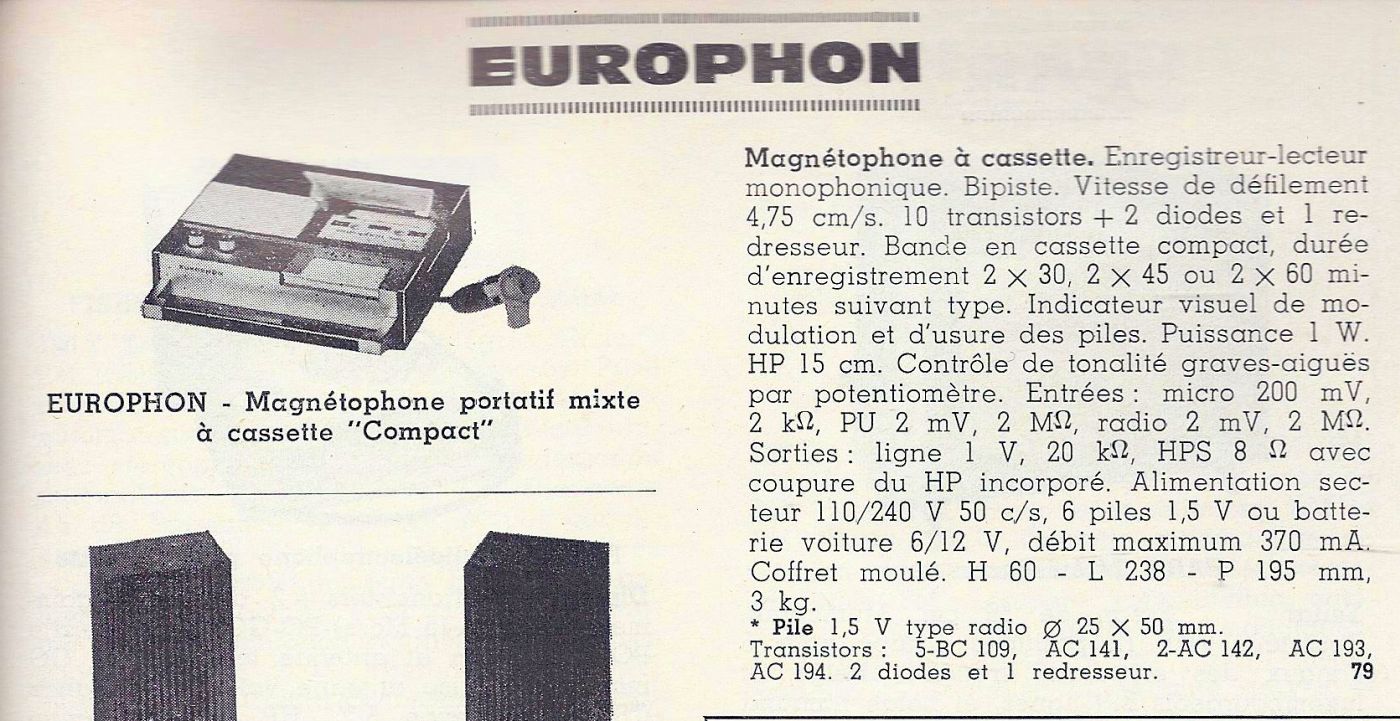 EUROPHON
EUROPHON
EUROPHON - Magnétophone portatif mixte
à cassette "Compact"
Magnétophone à cassette. Enregistreur-lecteur
monophonique. Bipiste. Vitesse de défilement
4,75 cm/s. 10 transistors + 2 diodes et 1 re-
dresseur. Bande en cassette compact, durée
d'enregistrement 2 × 30, 2 × 45 ou 2 × 60 mi-
nutes suivant type. Indicateur visuel de mo-
dulation et d'usure des piles. Puissance 1 W.
HP 15 cm. Contrôle de tonalité graves-aiguës
par potentiomètre. Entrées : micro 200 mV,
2 kΩ, PU 2 mV, 2 MΩ, radio 2 mV, 2 MΩ.
Sorties : ligne 1 V, 20 kΩ, HPS 8 Ω avec
coupure du HP incorporé. Alimentation sec-
teur 110/240 V 50 c/s, 6 piles 1,5 V ou batte-
rie voiture 6/12 V, débit maximum 370 mA.
Coffret moulé. H 60 - L 238 - P 195 mm,
3 kg.
* Pile 1,5 V type radio ∅ 25 × 50 mm.
Transistors : 5-BC 109, AC 141, 2-AC 142, AC 193,
AC 194. 2 diodes et 1 redresseur. 79